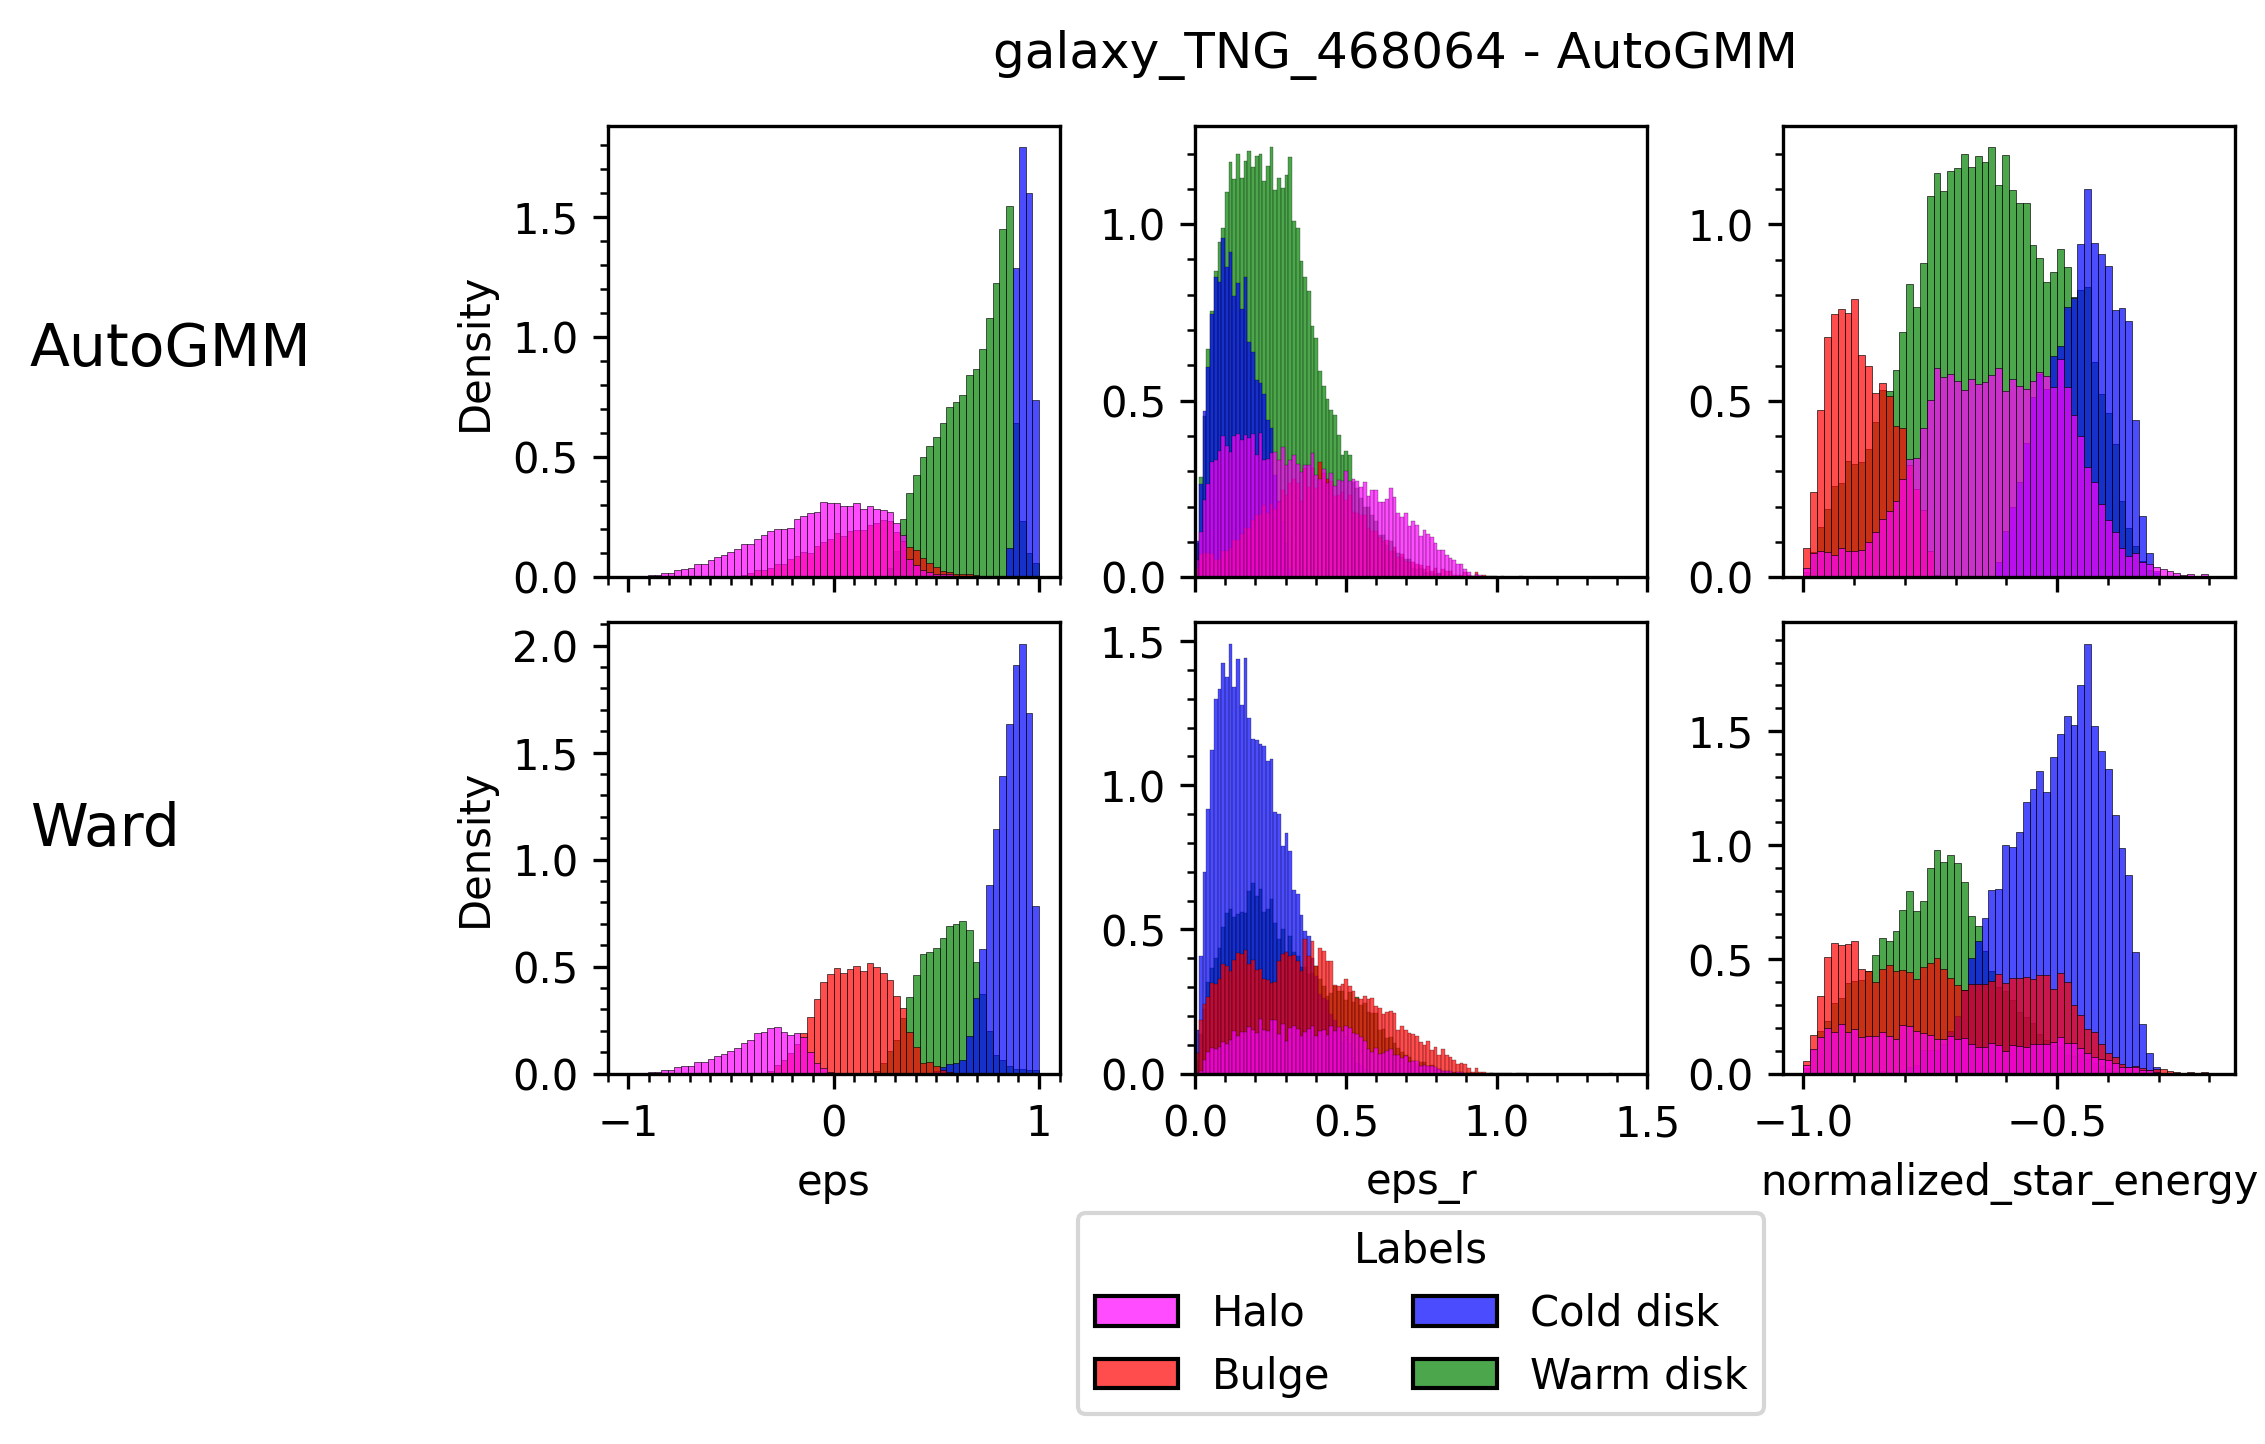 galaxy_TNG_468064 - AutoGMM
AutoGMM
Density
1.5
1.0
0.5
0.0
1.0
0.5
0.0
1.0
0.5
0.0
Ward
Density
2.0
1.5
1.0
0.5
0.0
−1 0 1
eps
1.5
1.0
0.5
0.0
0.0 0.5 1.0 1.5
eps_r
1.5
1.0
0.5
0.0
−1.0 −0.5
normalized_star_energy
Labels
Halo
Bulge
Cold disk
Warm disk